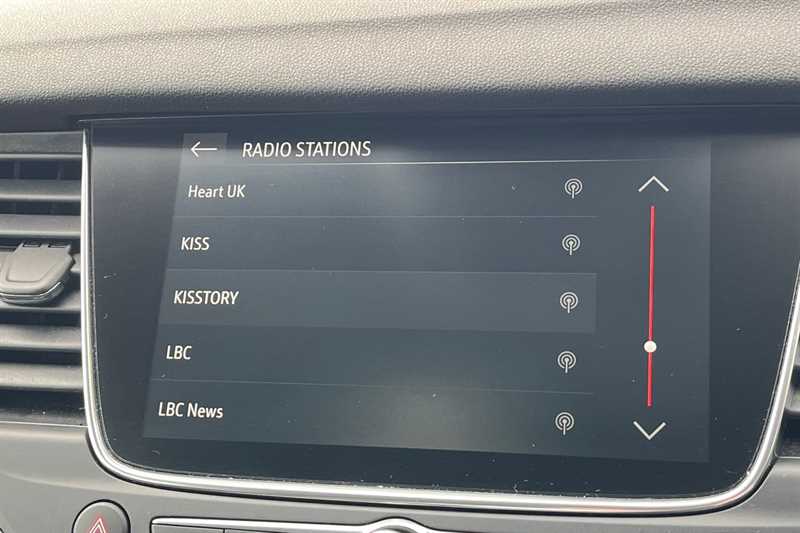 RADIO STATIONS
Heart UK
KISS
KISSTORY
LBC
LBC News